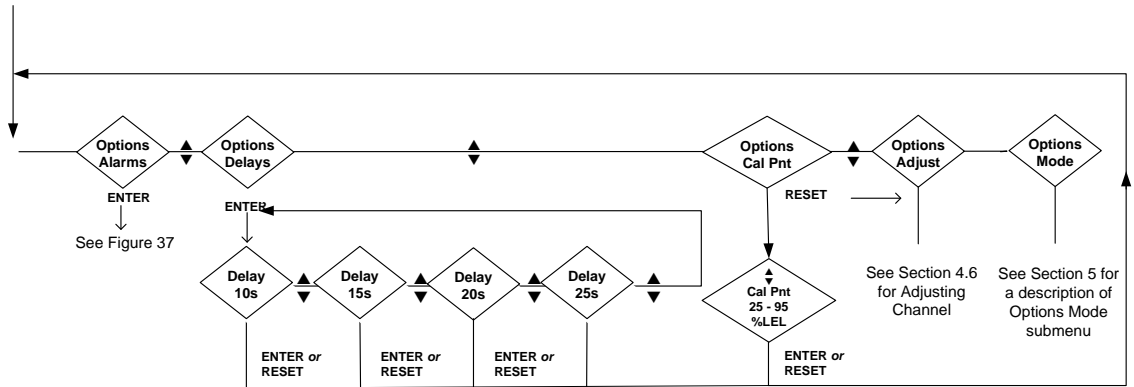 Options
Alarms
Options
Delays
Options
Cal Pnt
Options
Adjust
Options
Mode
ENTER
ENTER
RESET
See Figure 37
Delay
10s
Delay
15s
Delay
20s
Delay
25s
Cal Pnt
25 - 95
%LEL
See Section 4.6
for Adjusting
Channel
See Section 5 for
a description of
Options Mode
submenu
ENTER or
RESET
ENTER or
RESET
ENTER or
RESET
ENTER or
RESET